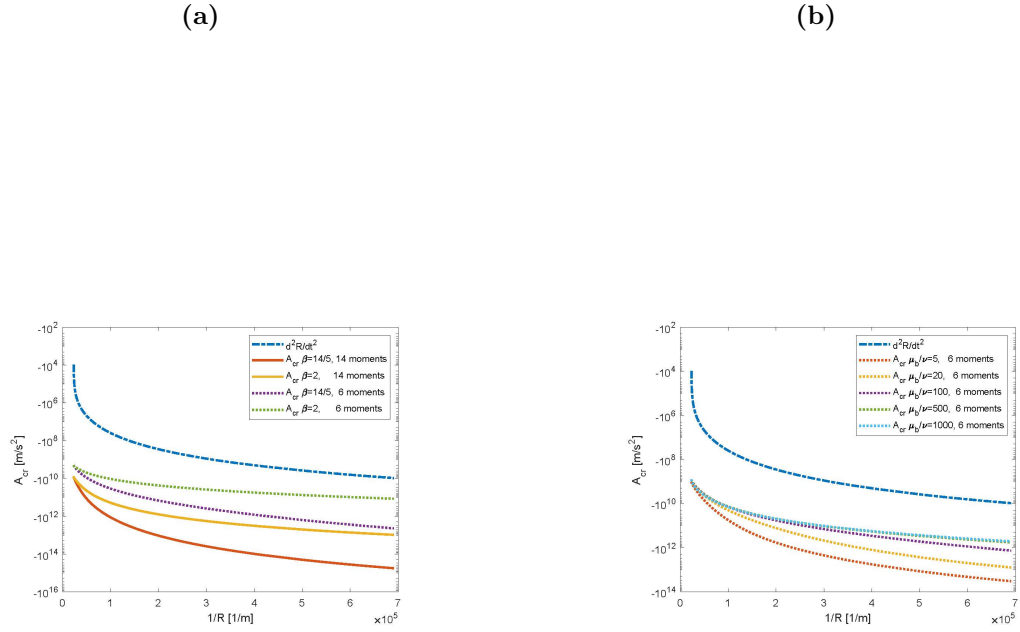 (a)
(b)
-10^2
-10^4
-10^6
-10^8
-10^10
-10^12
-10^14
-10^16
A_cr [m/s^2]
d^2R/dt^2
A_cr β=14/5, 14 moments
A_cr β=2, 14 moments
A_cr β=14/5, 6 moments
A_cr β=2, 6 moments
0 1 2 3 4 5 6 7
1/R [1/m]
×10^5
-10^2
-10^4
-10^6
-10^8
-10^10
-10^12
-10^14
A_cr [m/s^2]
d^2R/dt^2
A_cr μ_b/ν=5, 6 moments
A_cr μ_b/ν=20, 6 moments
A_cr μ_b/ν=100, 6 moments
A_cr μ_b/ν=500, 6 moments
A_cr μ_b/ν=1000, 6 moments
0 1 2 3 4 5 6 7
1/R [1/m]
×10^5